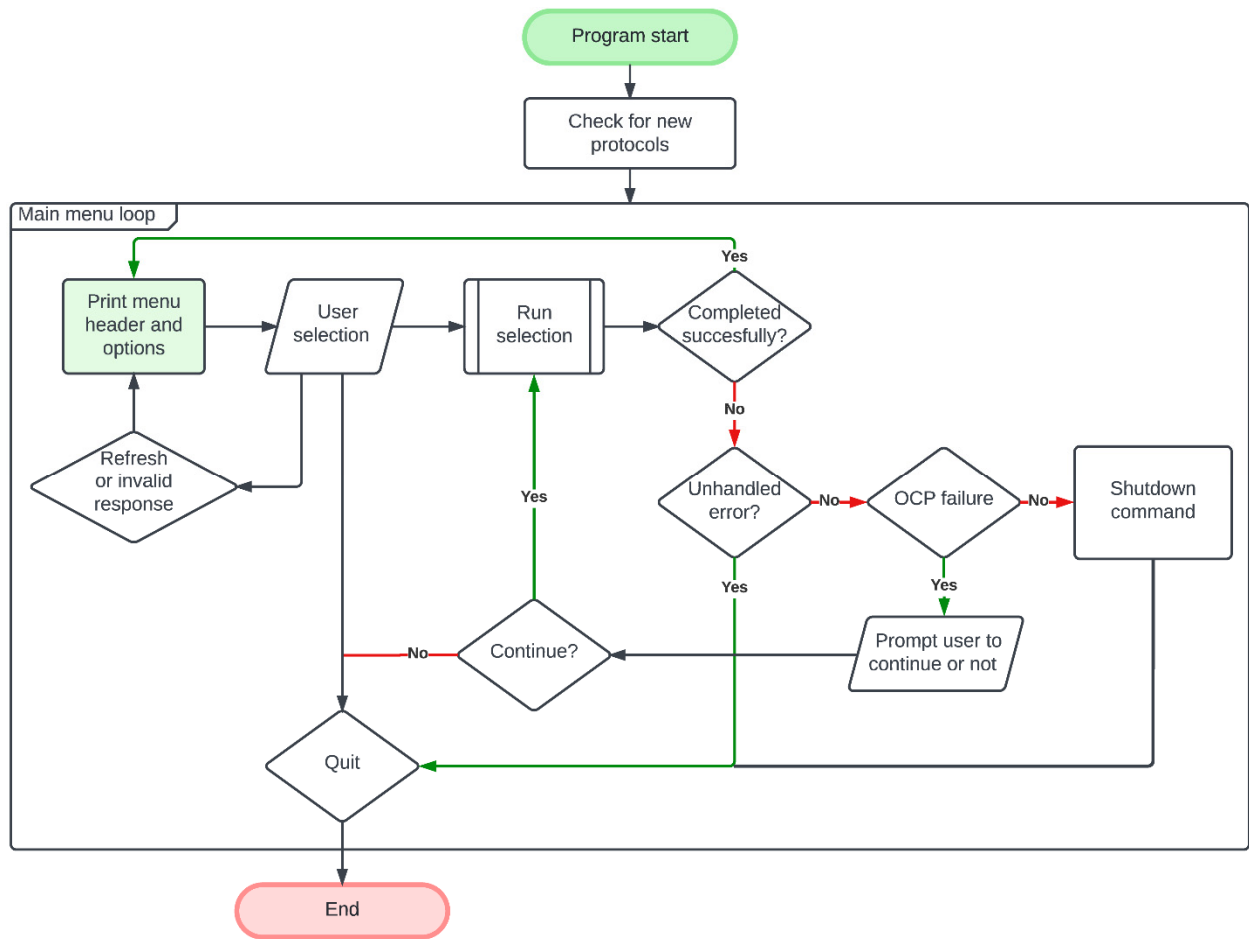 Program start
Check for new
protocols
Main menu loop
Yes
Print menu
header and
options
User
selection
Run
selection
Completed
succesfully?
No
Refresh
or invalid
response
Yes
Unhandled
error?
No
OCP failure
No
Shutdown
command
Yes
Yes
No
Continue?
Prompt user to
continue or not
Quit
End